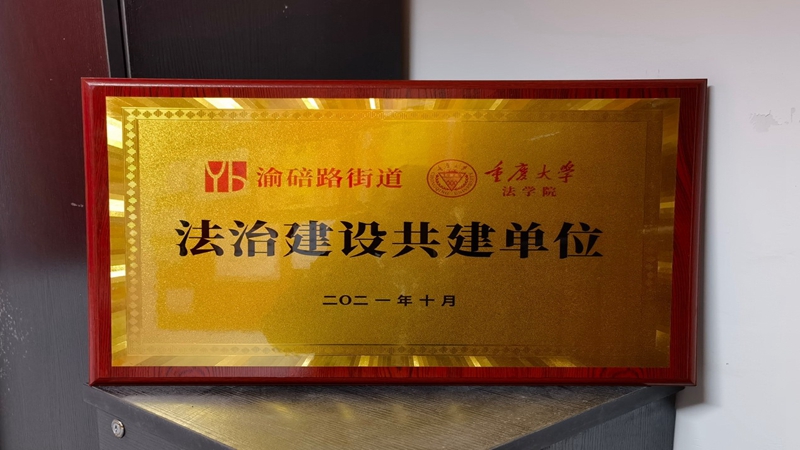 YB 渝碚路街道 重庆大学
法学院
法治建设共建单位
二〇二一年十月